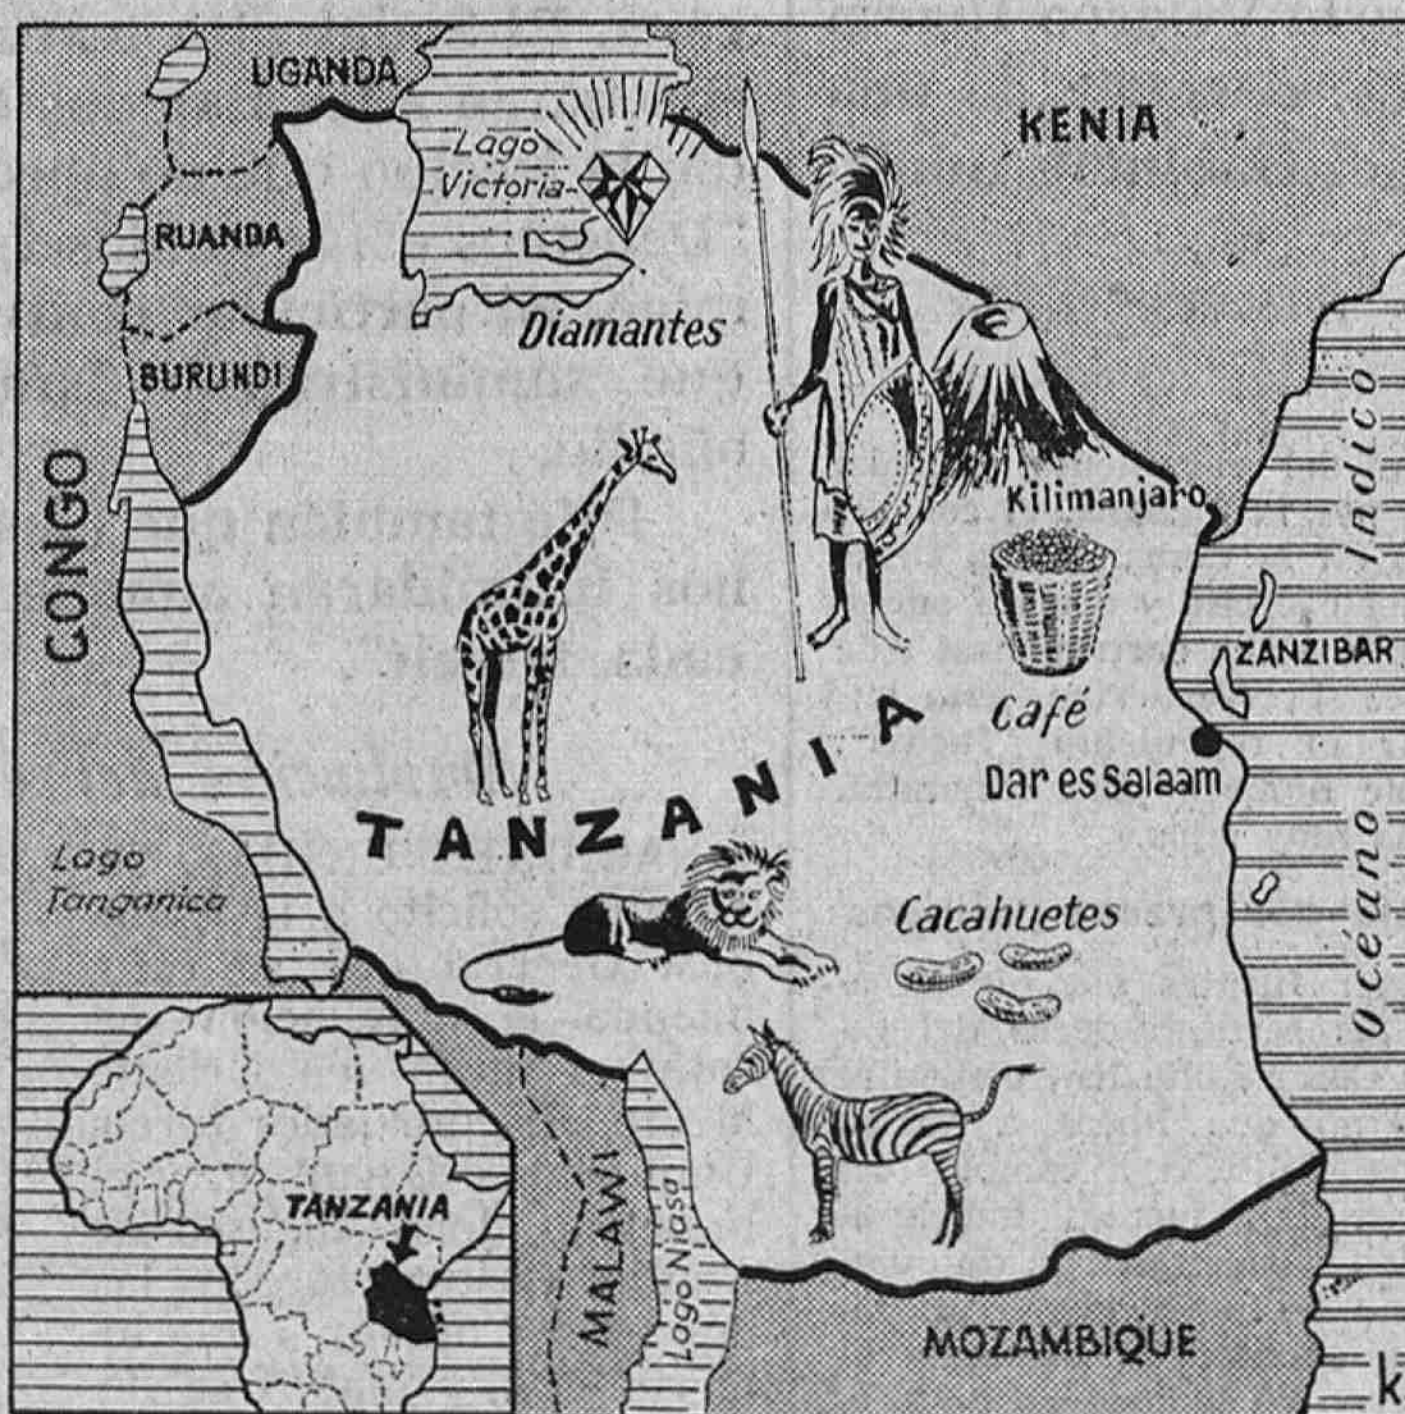 UGANDA
KENIA
Lago
Victoria
RUANDA
Diamantes
BURUNDI
Indico
CONGO
Kilimanjaro
ZANZIBAR
Café
Dar es Salaam
TANZANIA
Océano
Lago
Tanganica
Cacahuetes
TANZANIA
MALAWI
Lago Niasa
MOZAMBIQUE
k